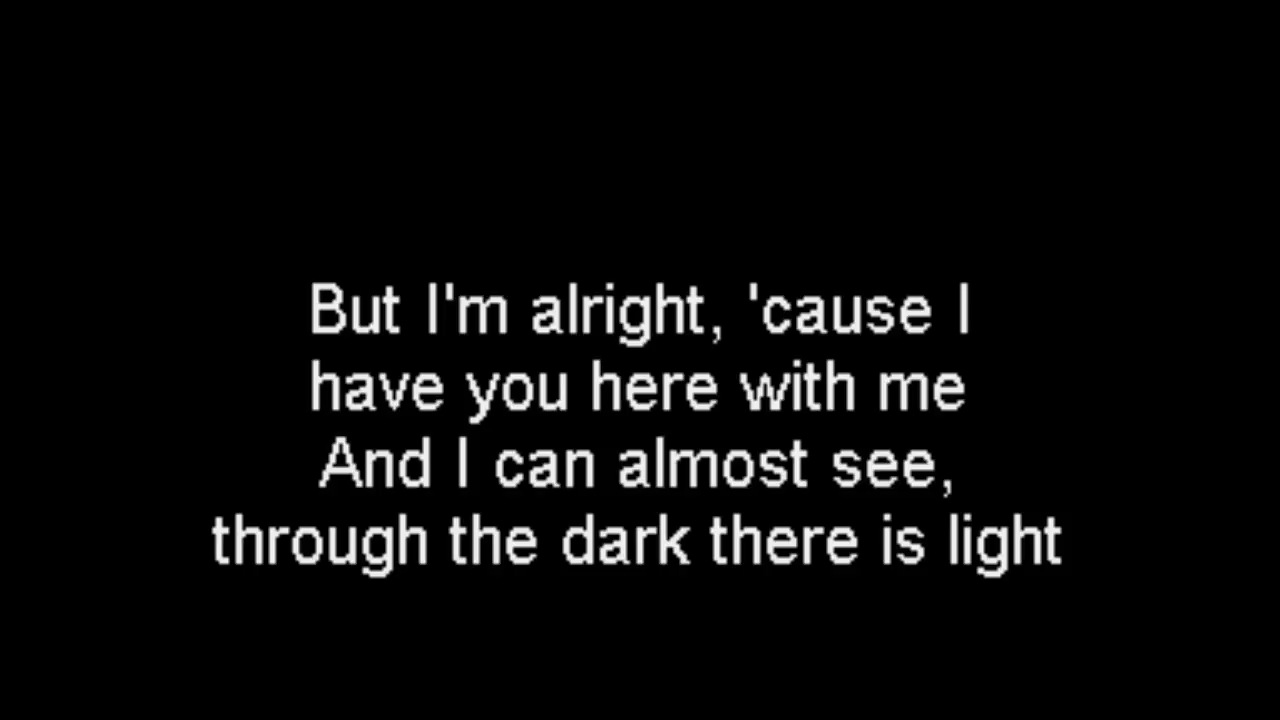 But I'm alright, 'cause I
have you here with me
And I can almost see,
through the dark there is light